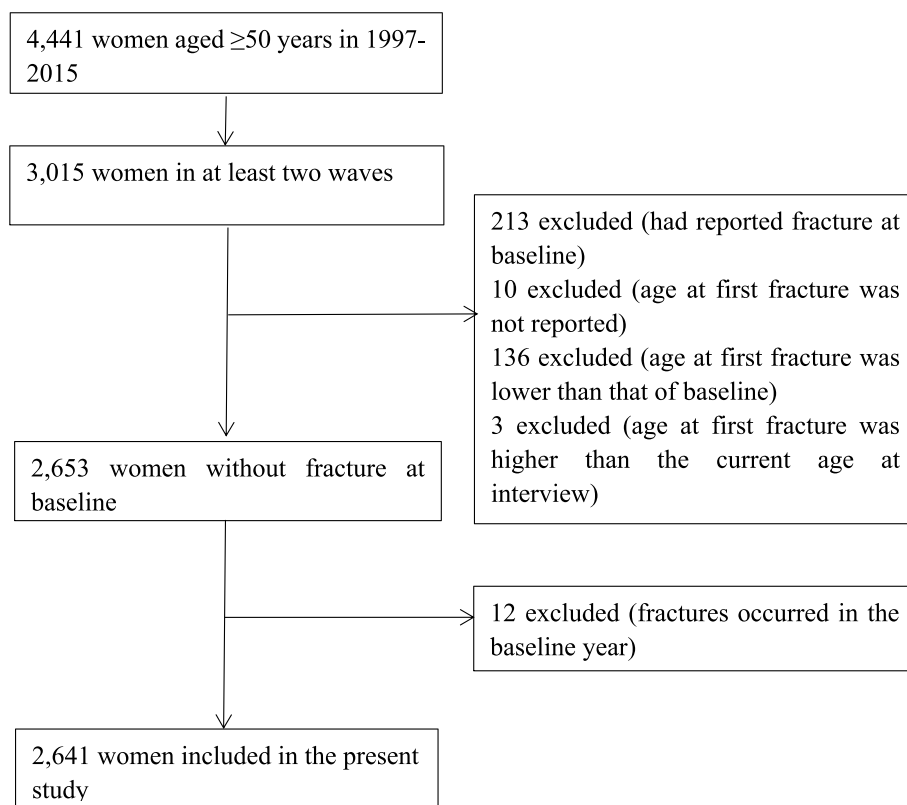 4,441 women aged ≥50 years in 1997-
2015
3,015 women in at least two waves
213 excluded (had reported fracture at
baseline)
10 excluded (age at first fracture was
not reported)
136 excluded (age at first fracture was
lower than that of baseline)
3 excluded (age at first fracture was
higher than the current age at
interview)
2,653 women without fracture at
baseline
12 excluded (fractures occurred in the
baseline year)
2,641 women included in the present
study